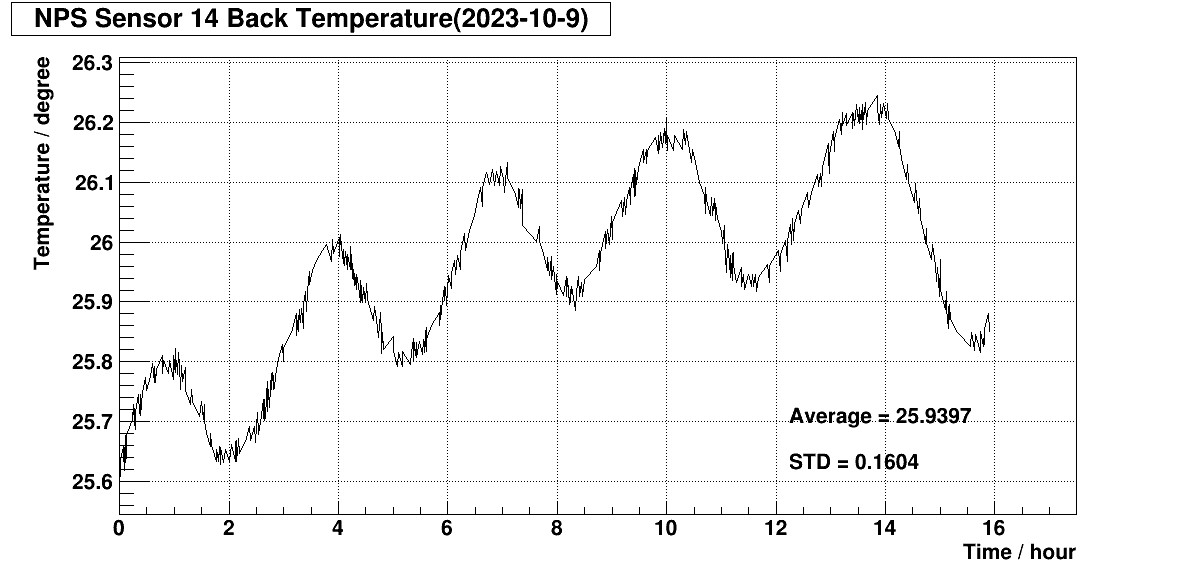 NPS Sensor 14 Back Temperature(2023-10-9)
Temperature / degree
26.3
26.2
26.1
26
25.9
25.8
25.7
25.6
Average = 25.9397
STD = 0.1604
0 2 4 6 8 10 12 14 16
Time / hour